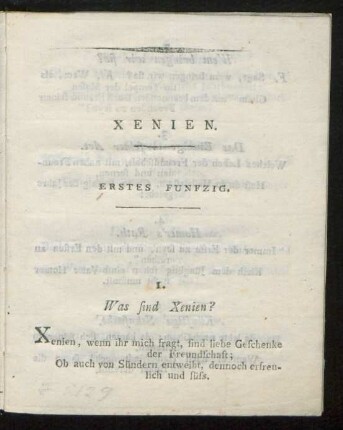 XENIEN.
ERSTES FUNFZIG.
1.
Was sind Xenien?
Xenien, wenn ihr mich fragt, sind liebe Geschenke
der Freundschaft;
Ob auch von Sündern entweiht, dennoch erfreu-
lich und süss.